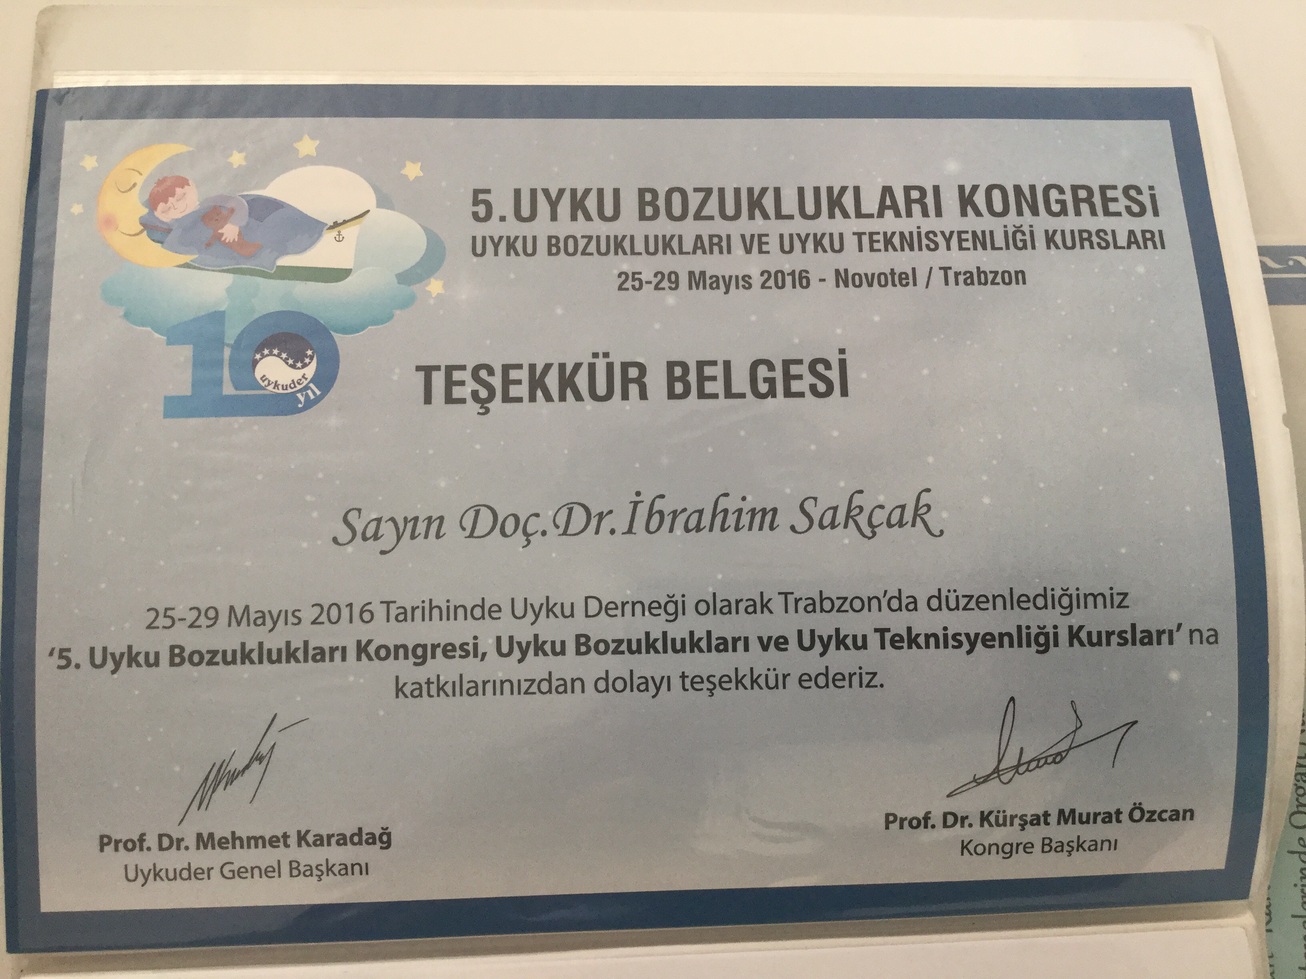 5.UYKU BOZUKLUKLARI KONGRESi
UYKU BOZUKLUKLARI VE UYKU TEKNİSYENLİĞİ KURSLARI
25-29 Mayıs 2016 - Novotel / Trabzon
10
uykuder
yıl
TEŞEKKÜR BELGESİ
Sayın Doç.Dr.İbrahim Sakçak
25-29 Mayıs 2016 Tarihinde Uyku Derneği olarak Trabzon'da düzenlediğimiz
'5. Uyku Bozuklukları Kongresi, Uyku Bozuklukları ve Uyku Teknisyenliği Kursları' na
katkılarınızdan dolayı teşekkür ederiz.
Prof. Dr. Mehmet Karadağ
Uykuder Genel Başkanı
Prof. Dr. Kürşat Murat Özcan
Kongre Başkanı